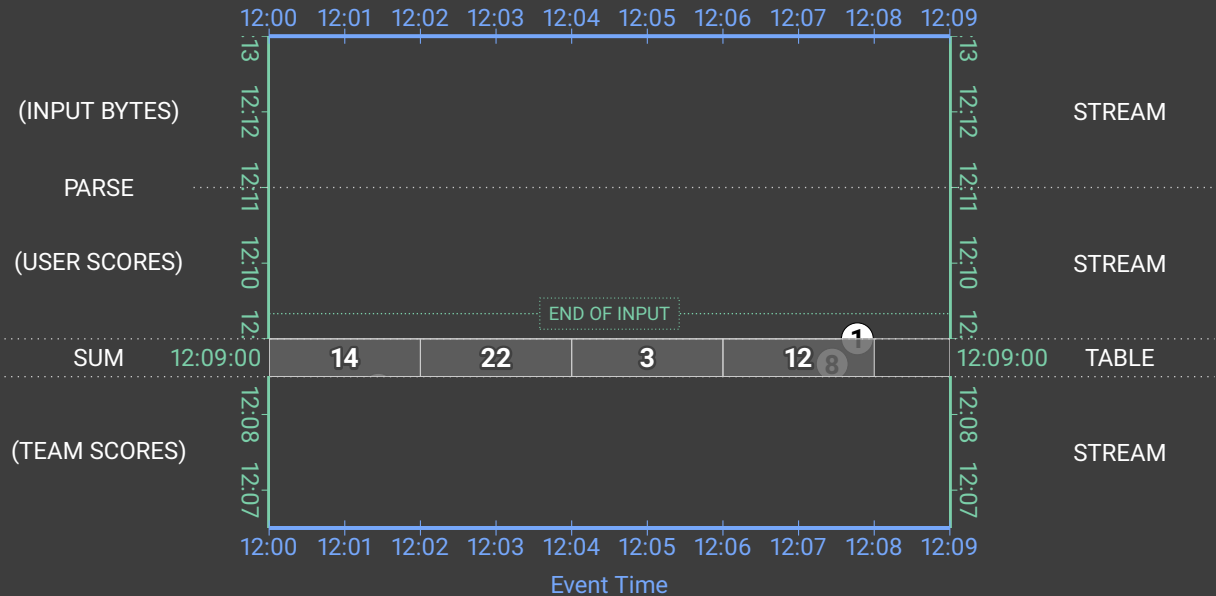 12:00 12:01 12:02 12:03 12:04 12:05 12:06 12:07 12:08 12:09
13 13
(INPUT BYTES) 12:12 12:12 STREAM
PARSE 12:11 12:11
(USER SCORES) 12:10 12:10 STREAM
END OF INPUT
12: 12:
1
SUM 12:09:00 14 22 3 12 8 12:09:00 TABLE
12:08 12:08
(TEAM SCORES) STREAM
12:07 12:07
12:00 12:01 12:02 12:03 12:04 12:05 12:06 12:07 12:08 12:09
Event Time